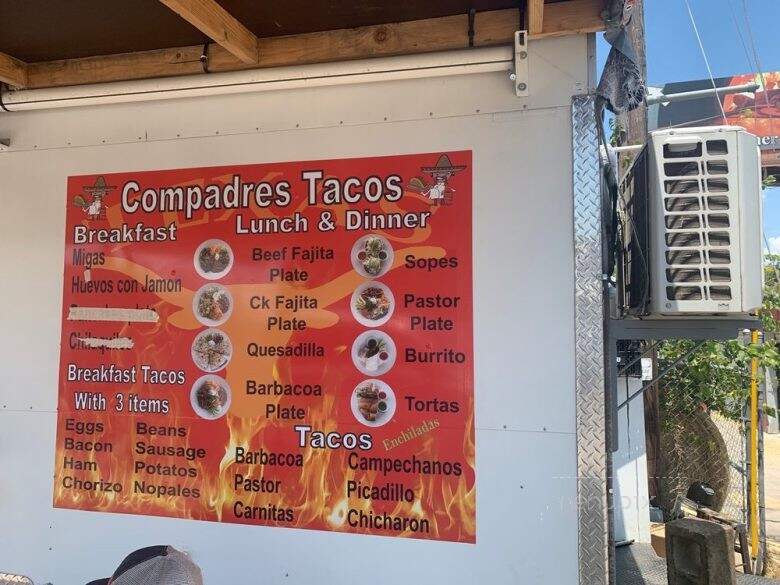 Compadres Tacos
Breakfast
Migas
Huevos con Jamon
Breakfast Tacos
With 3 items
Eggs
Bacon
Ham
Chorizo
Beans
Sausage
Potatos
Nopales
Lunch & Dinner
Beef Fajita
Plate
Ck Fajita
Plate
Quesadilla
Barbacoa
Plate
Sopes
Pastor
Plate
Burrito
Tortas
Tacos
Enchiladas
Barbacoa
Pastor
Carnitas
Campechanos
Picadillo
Chicharon